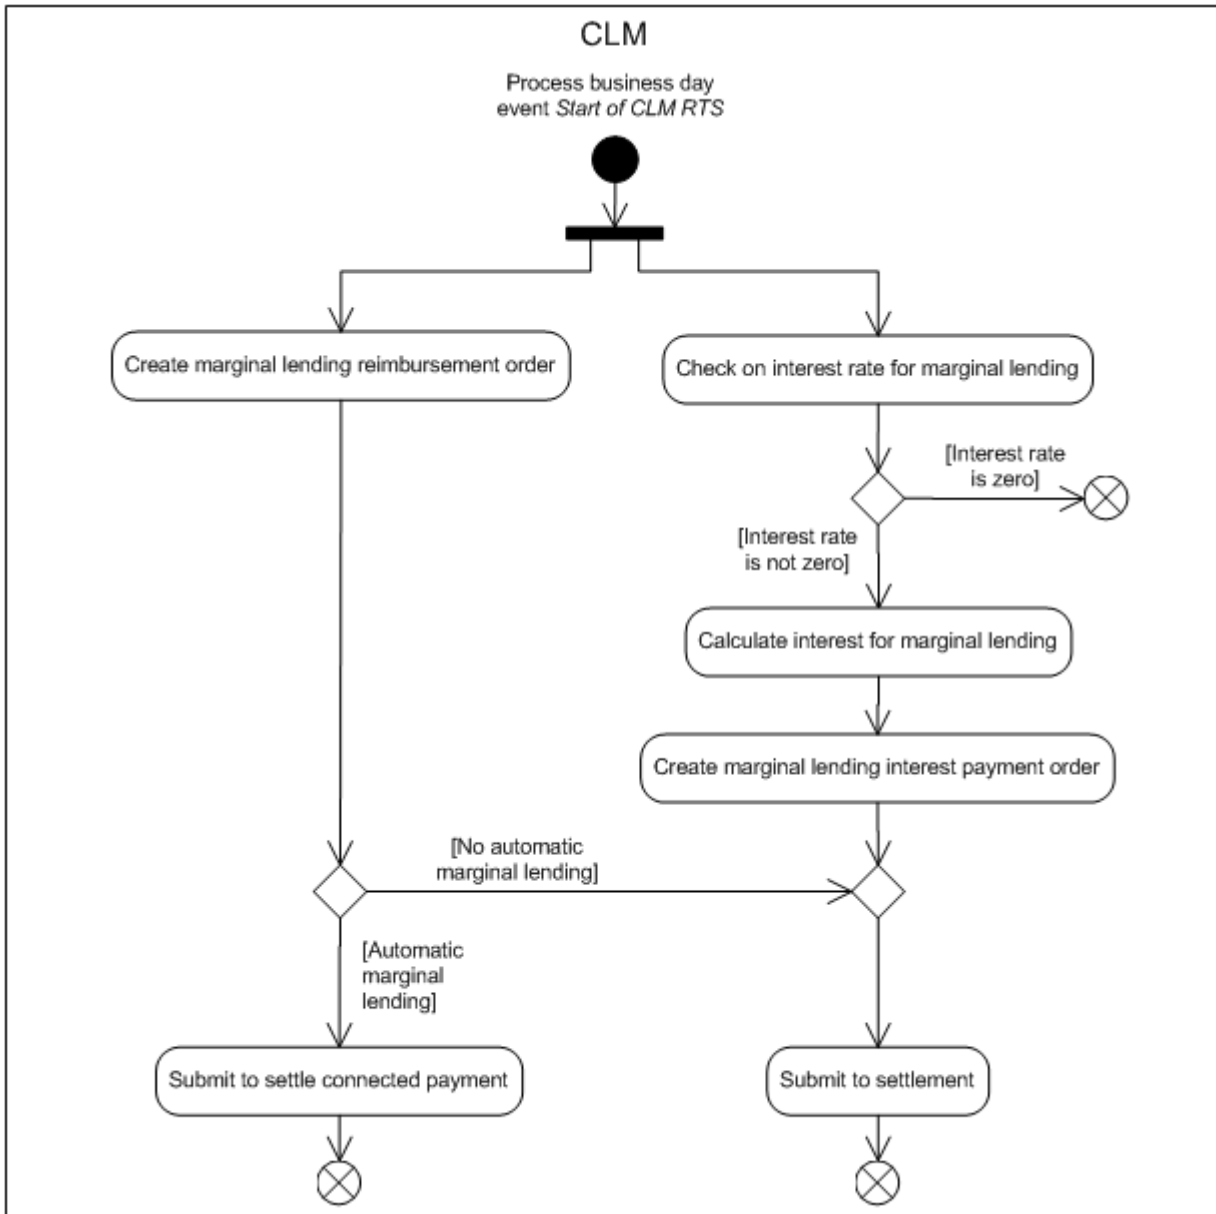 CLM
Process business day
event Start of CLM RTS
Create marginal lending reimbursement order
Check on interest rate for marginal lending
[Interest rate
is zero]
[Interest rate
is not zero]
Calculate interest for marginal lending
Create marginal lending interest payment order
[No automatic
marginal lending]
[Automatic
marginal
lending]
Submit to settle connected payment
Submit to settlement